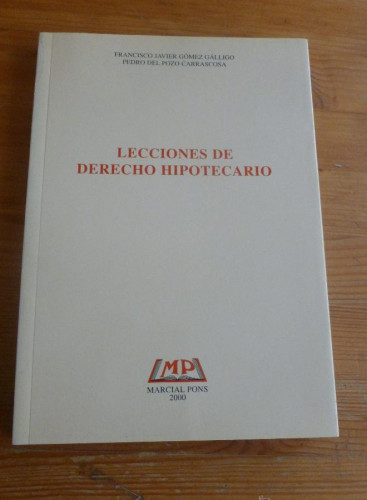 FRANCISCO JAVIER GÓMEZ GÁLLIGO
PEDRO DEL POZO CARRASCOSA
LECCIONES DE
DERECHO HIPOTECARIO
MP
MARCIAL PONS
2000